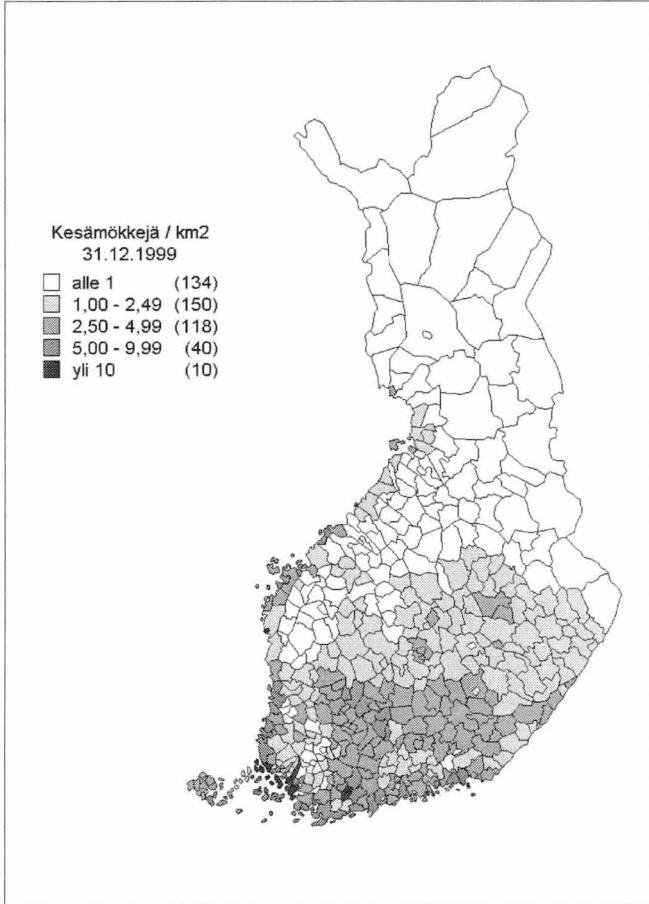 Kesämökkejä / km2
31.12.1999
alle 1 (134)
1,00 - 2,49 (150)
2,50 - 4,99 (118)
5,00 - 9,99 (40)
yli 10 (10)